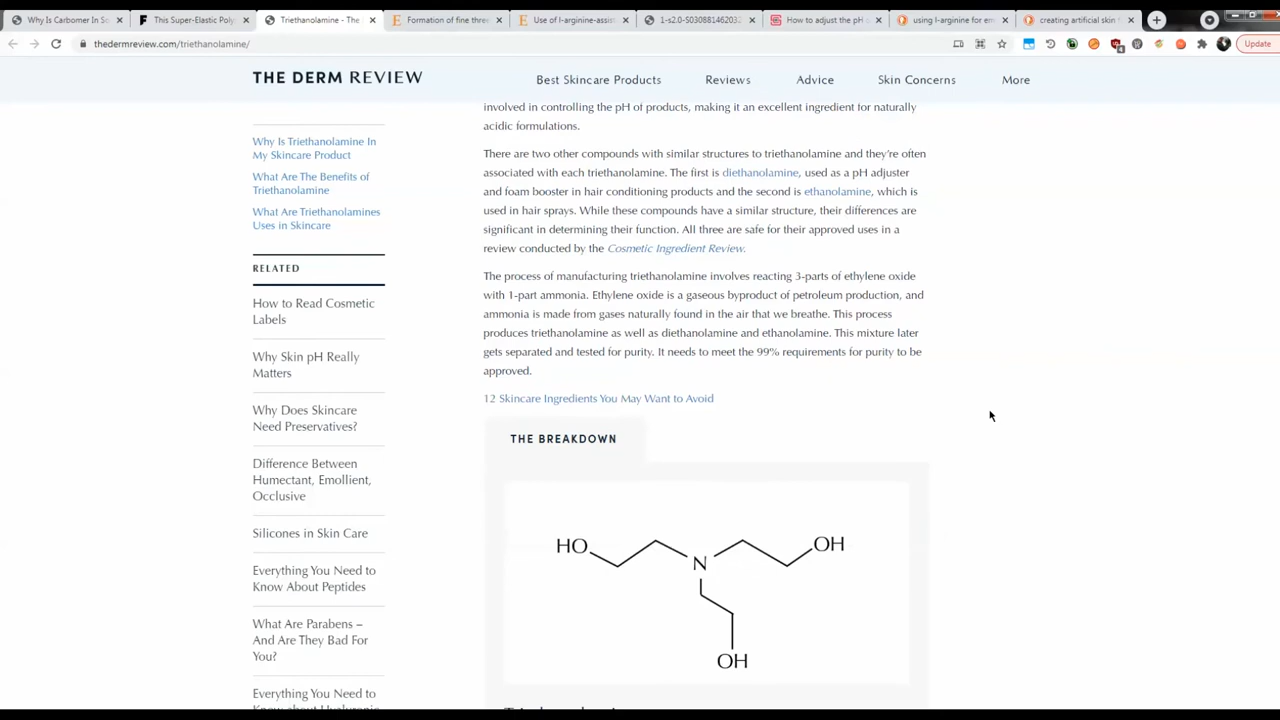 Why Is Carbomer In So
This Super-Elastic Poly
Triethanolamine - The
Formation of fine three
Use of l-arginine-assist
1-s2.0-S03088146203
How to adjust the pH o
using l-arginine for em
creating artificial skin
thedermreview.com/triethanolamine/
Update
THE DERM REVIEW
Best Skincare Products
Reviews
Advice
Skin Concerns
More
Why Is Triethanolamine In
My Skincare Product
What Are The Benefits of
Triethanolamine
What Are Triethanolamines
Uses in Skincare
RELATED
How to Read Cosmetic
Labels
Why Skin pH Really
Matters
Why Does Skincare
Need Preservatives?
Difference Between
Humectant, Emollient,
Occlusive
Silicones in Skin Care
Everything You Need to
Know About Peptides
What Are Parabens –
And Are They Bad For
You?
Everything You Need to
Know about Hyaluronic
involved in controlling the pH of products, making it an excellent ingredient for naturally
acidic formulations.
There are two other compounds with similar structures to triethanolamine and they’re often
associated with each triethanolamine. The first is diethanolamine, used as a pH adjuster
and foam booster in hair conditioning products and the second is ethanolamine, which is
used in hair sprays. While these compounds have a similar structure, their differences are
significant in determining their function. All three are safe for their approved uses in a
review conducted by the Cosmetic Ingredient Review.
The process of manufacturing triethanolamine involves reacting 3-parts of ethylene oxide
with 1-part ammonia. Ethylene oxide is a gaseous byproduct of petroleum production, and
ammonia is made from gases naturally found in the air that we breathe. This process
produces triethanolamine as well as diethanolamine and ethanolamine. This mixture later
gets separated and tested for purity. It needs to meet the 99% requirements for purity to be
approved.
12 Skincare Ingredients You May Want to Avoid
THE BREAKDOWN
HO
OH
N
OH